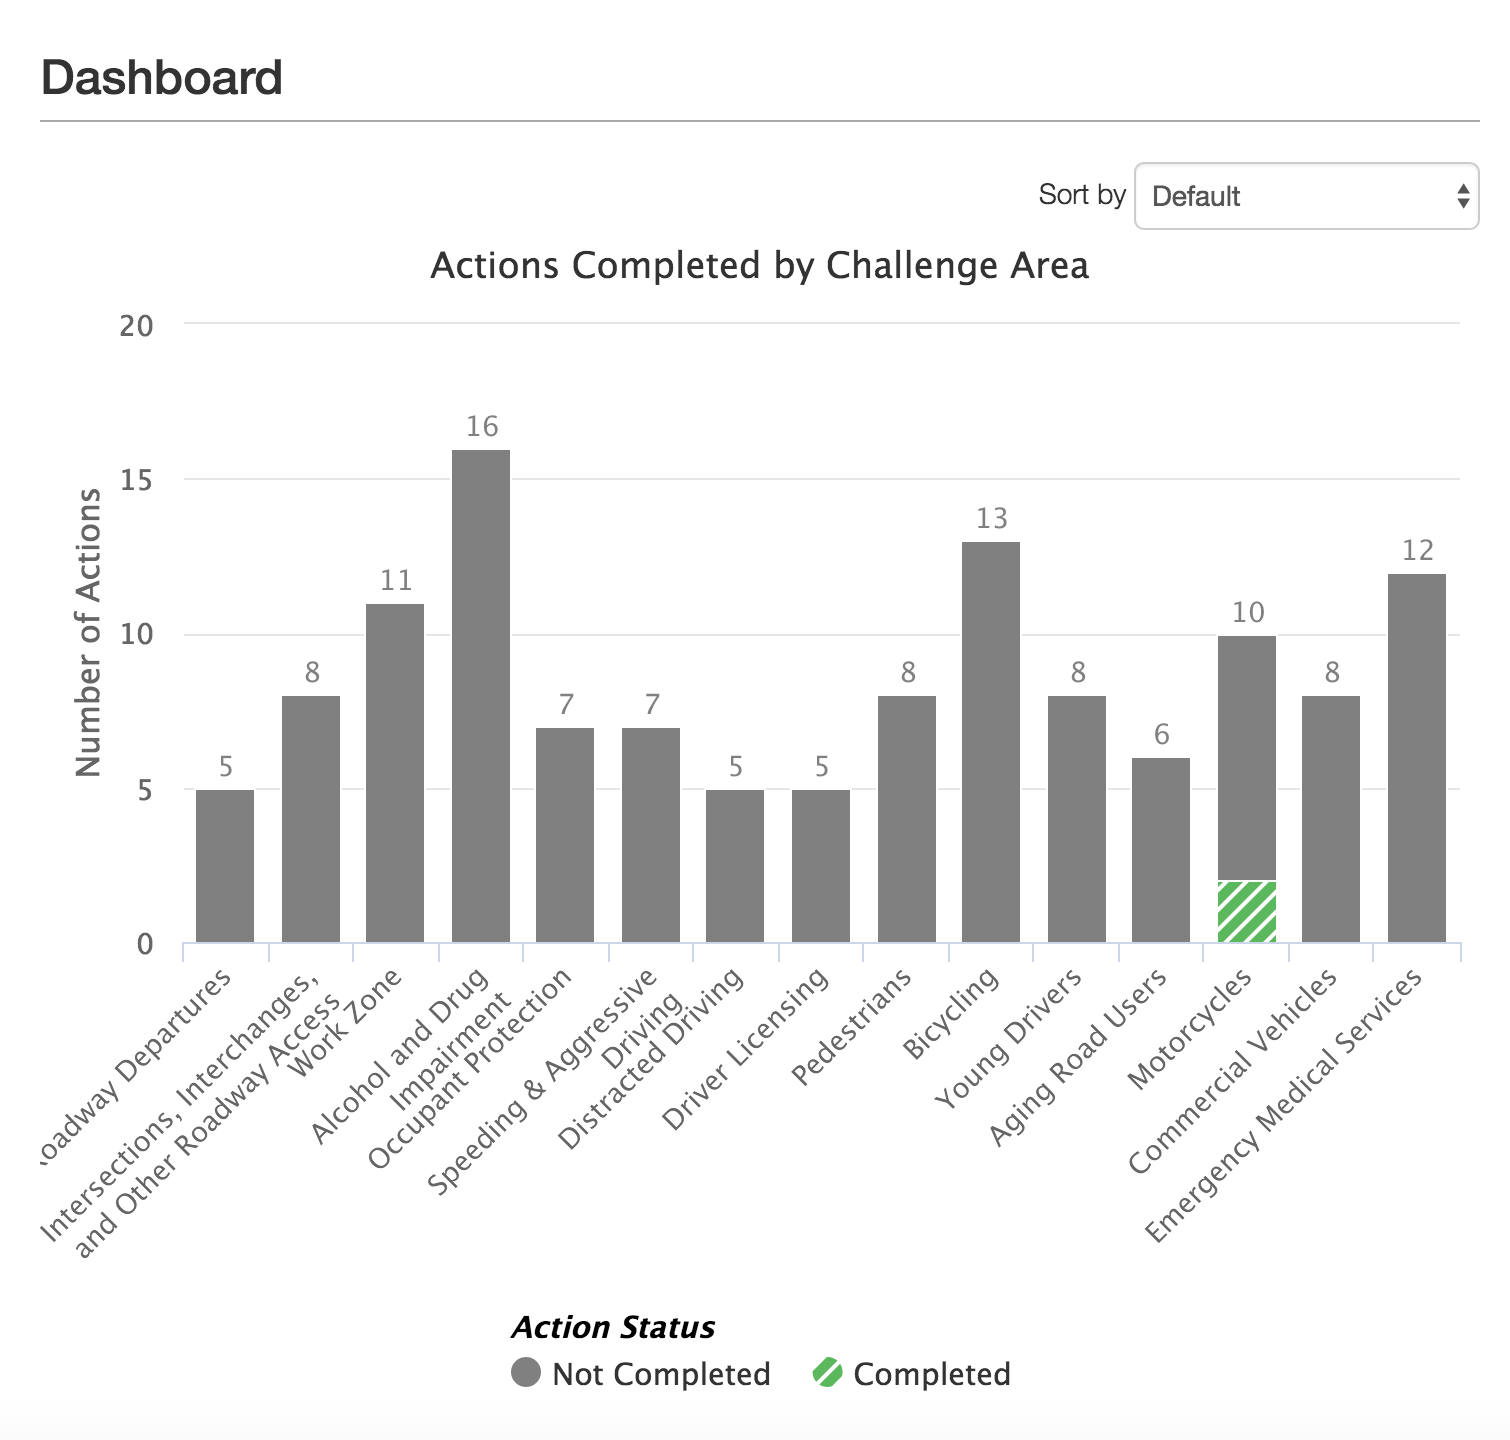 Dashboard
Sort by Default
Actions Completed by Challenge Area
20
15
10
5
0
Number of Actions
5
8
11
16
7
7
5
5
8
13
8
6
10
8
12
oadway Departures
Intersections, Interchanges,
and Other Roadway Access
Work Zone
Alcohol and Drug
Impairment
Occupant Protection
Speeding & Aggressive
Driving
Distracted Driving
Driver Licensing
Pedestrians
Bicycling
Young Drivers
Aging Road Users
Motorcycles
Commercial Vehicles
Emergency Medical Services
Action Status
Not Completed
Completed